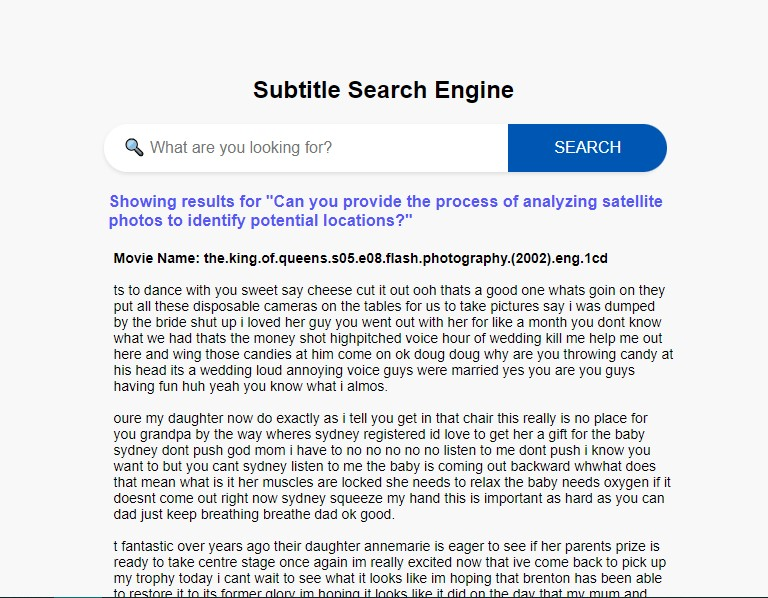 Subtitle Search Engine
What are you looking for?
SEARCH
Showing results for "Can you provide the process of analyzing satellite
photos to identify potential locations?"
Movie Name: the.king.of.queens.s05.e08.flash.photography.(2002).eng.1cd
ts to dance with you sweet say cheese cut it out ooh thats a good one whats goin on they
put all these disposable cameras on the tables for us to take pictures say i was dumped
by the bride shut up i loved her guy you went out with her for like a month you dont know
what we had thats the money shot highpitched voice hour of wedding kill me help me out
here and wing those candies at him come on ok doug doug why are you throwing candy at
his head its a wedding loud annoying voice guys were married yes you are you guys
having fun huh yeah you know what i almos.
oure my daughter now do exactly as i tell you get in that chair this really is no place for
you grandpa by the way wheres sydney registered id love to get her a gift for the baby
sydney dont push god mom i have to no no no no no listen to me dont push i know you
want to but you cant sydney listen to me the baby is coming out backward whwhat does
that mean what is it her muscles are locked she needs to relax the baby needs oxygen if it
doesnt come out right now sydney squeeze my hand this is important as hard as you can
dad just keep breathing breathe dad ok good.
t fantastic over years ago their daughter annemarie is eager to see if her parents prize is
ready to take centre stage once again im really excited now that ive come back to pick up
my trophy today i cant wait to see what it looks like im hoping that brenton has been able
to restore it to its former glory im hoping it looks like it did on the day that my mum and